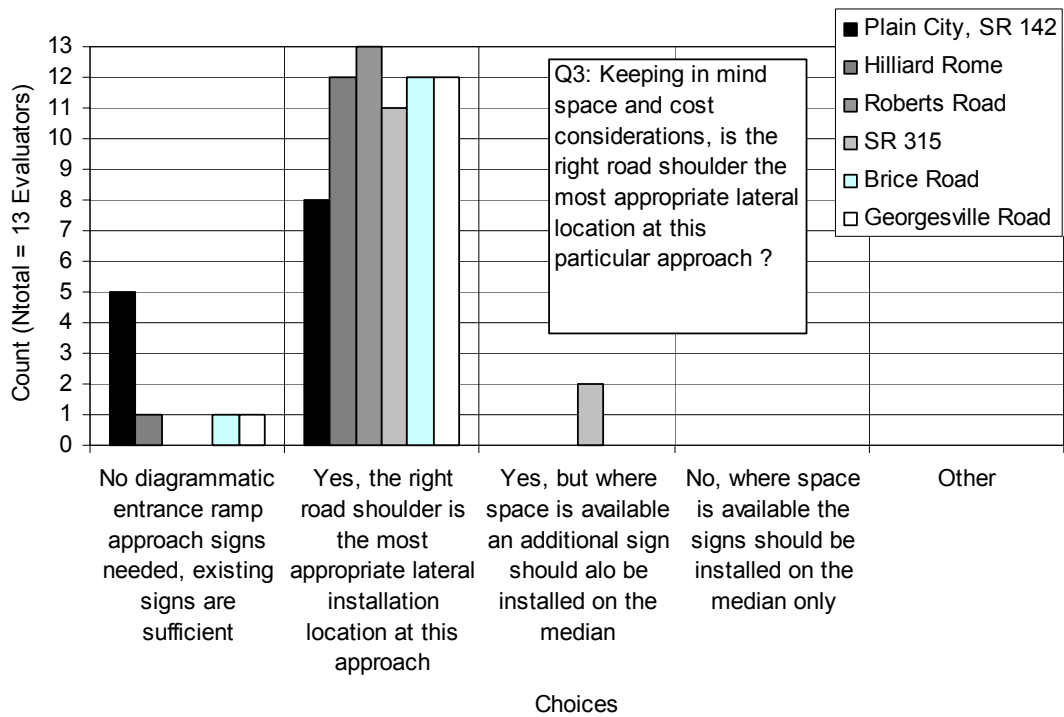 Count (Ntotal = 13 Evaluators)
13
12
11
10
9
8
7
6
5
4
3
2
1
0
Q3: Keeping in mind
space and cost
considerations, is the
right road shoulder the
most appropriate lateral
location at this
particular approach ?
Plain City, SR 142
Hilliard Rome
Roberts Road
SR 315
Brice Road
Georgesville Road
No diagrammatic
entrance ramp
approach signs
needed, existing
signs are
sufficient
Yes, the right
road shoulder is
the most
appropriate lateral
installation
location at this
approach
Yes, but where
space is available
an additional sign
should alo be
installed on the
median
No, where space
is available the
signs should be
installed on the
median only
Other
Choices